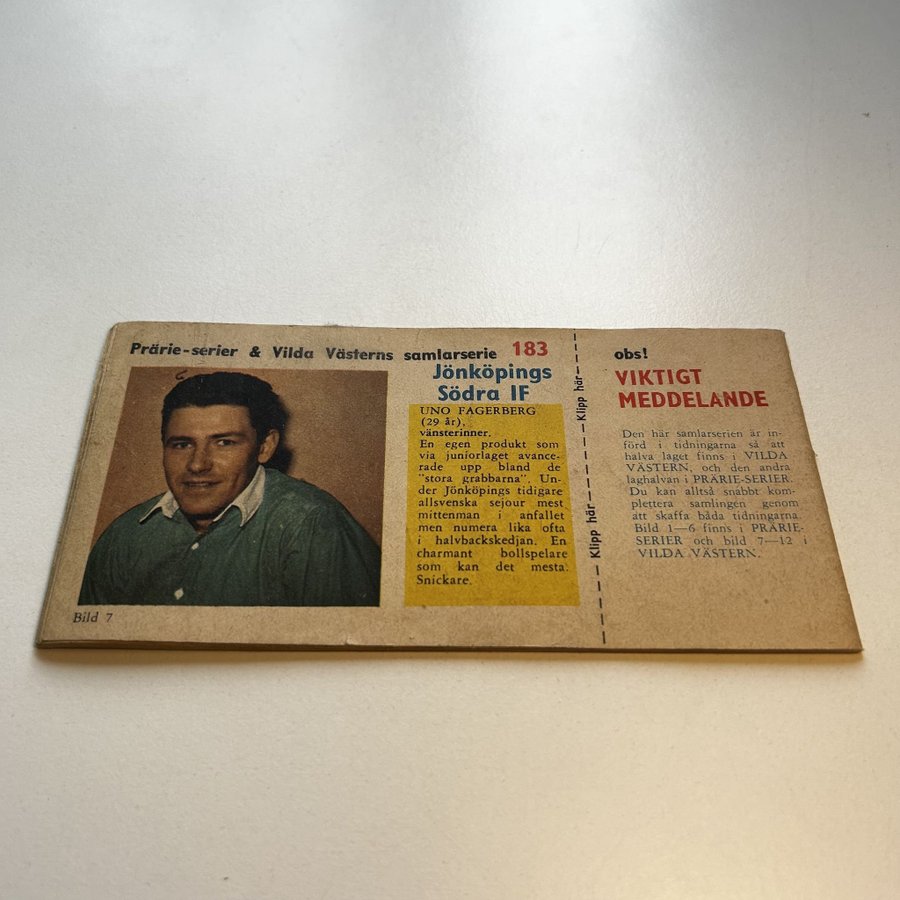 Prärie-serier & Vilda Västerns samlarserie 183
Jönköpings
Södra IF
UNO FAGERBERG
(29 år),
vänsterinner.
En egen produkt som
via juniorlaget avance-
rade upp bland de
"stora grabbarna". Un-
der Jönköpings tidigare
allsvenska sejour mest
mittenman i anfallet
men numera lika ofta
i halvbackskedjan. En
charmant bollspelare
som kan det mesta.
Snickare.
Bild 7
Klipp här
Klipp här
obs!
VIKTIGT
MEDDELANDE
Den här samlarserien är in-
förd i tidningarna så att
halva laget finns i VILDA
VÄSTERN, och den andra
laghalvan i PRÄRIE-SERIER.
Du kan alltså snabbt kom-
plettera samlingen genom
att skaffa båda tidningarna.
Bild 1—6 finns i PRÄRIE-
SERIER och bild 7—12 i
VILDA VÄSTERN.